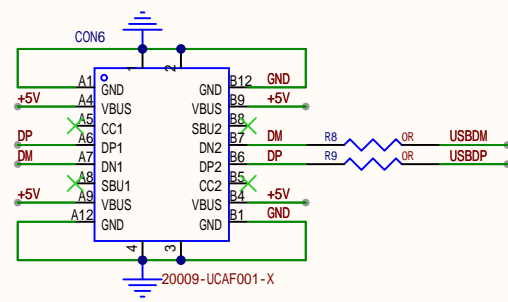 CON6
1 2
A1 GND GND B12 GND
+5V A4 VBUS VBUS B9 +5V
A5 CC1 SBU2 B8
DP A6 DP1 DN2 B7 DM R8 0R USBDM
DM A7 DN1 DP2 B6 DP R9 0R USBDP
A8 SBU1 CC2 B5
+5V A9 VBUS VBUS B4 +5V
A12 GND GND B1 GND
4 3
20009-UCAF001-X